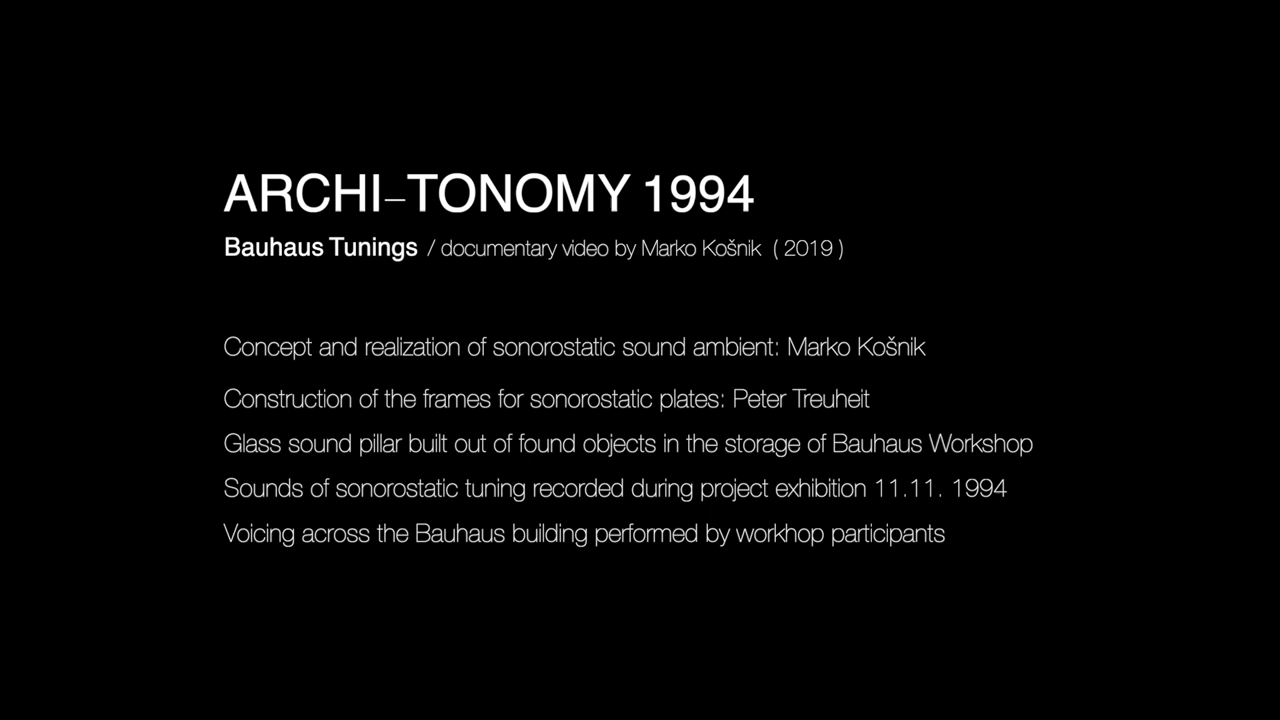 ARCHI–TONOMY 1994
Bauhaus Tunings / documentary video by Marko Košnik ( 2019 )
Concept and realization of sonorostatic sound ambient: Marko Košnik
Construction of the frames for sonorostatic plates: Peter Treuheit
Glass sound pillar built out of found objects in the storage of Bauhaus Workshop
Sounds of sonorostatic tuning recorded during project exhibition 11.11. 1994
Voicing across the Bauhaus building performed by workhop participants